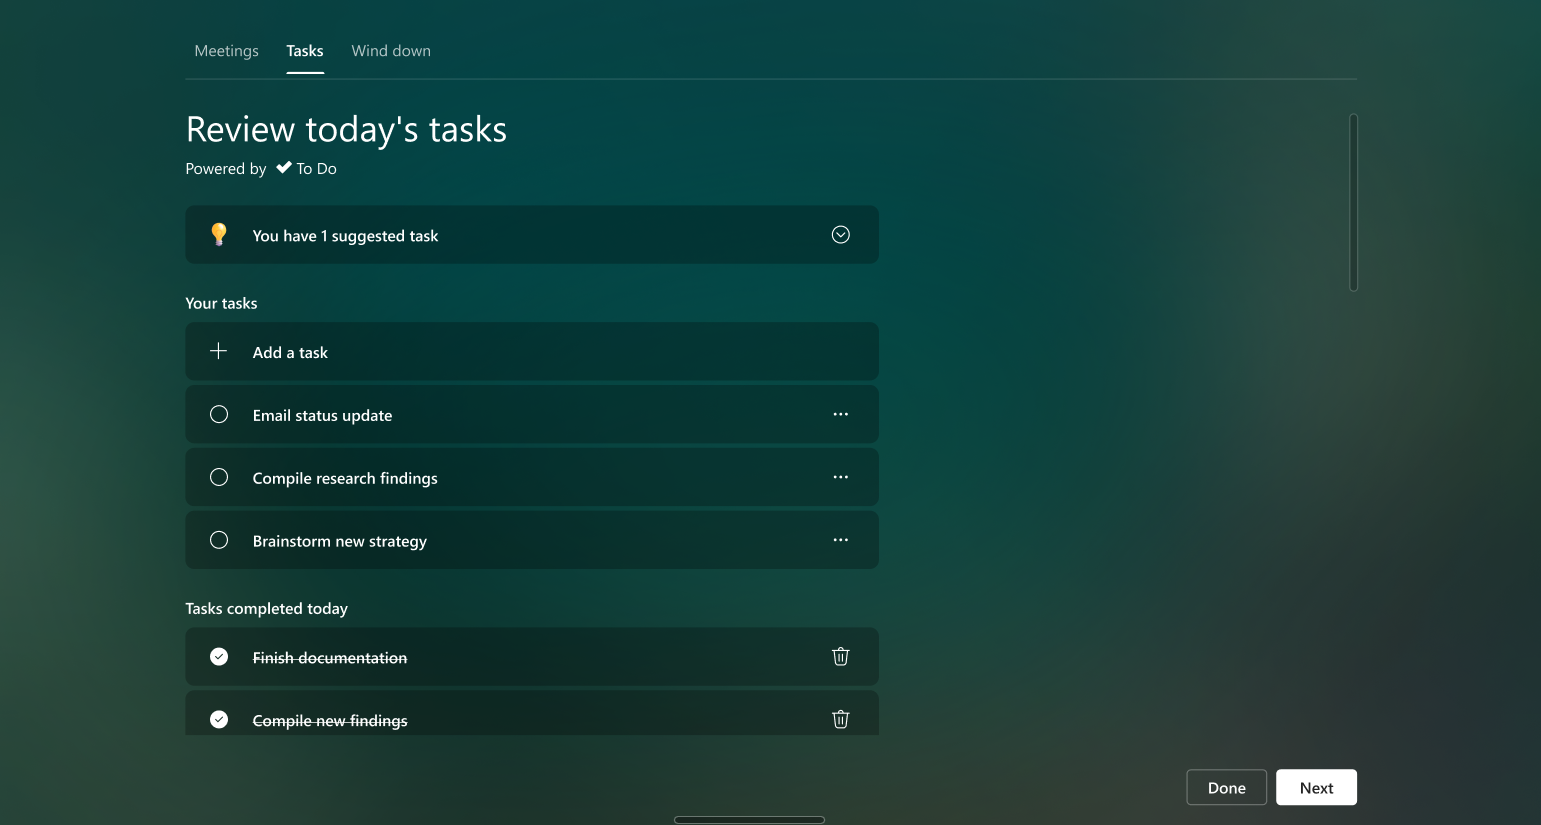 Meetings Tasks Wind down
Review today's tasks
Powered by To Do
You have 1 suggested task
Your tasks
Add a task
Email status update
Compile research findings
Brainstorm new strategy
Tasks completed today
Finish documentation
Compile new findings
Done Next